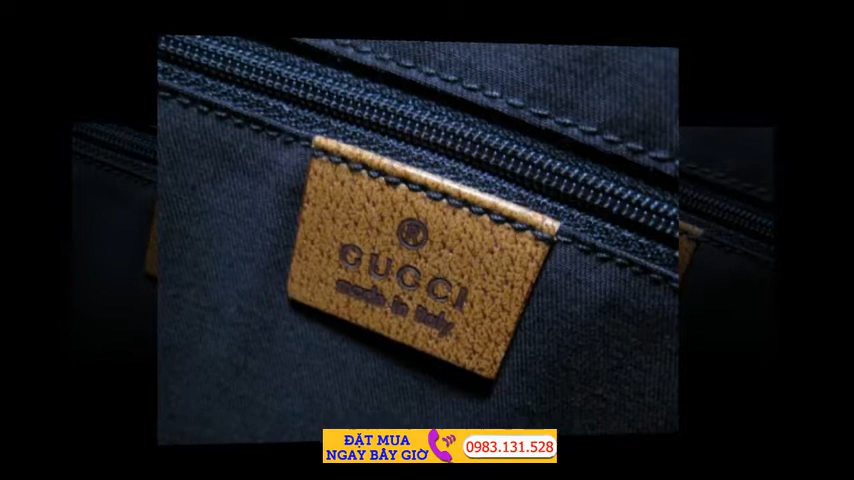 ®
GUCCI
made in italy
ĐẶT MUA
NGAY BÂY GIỜ
0983.131.528